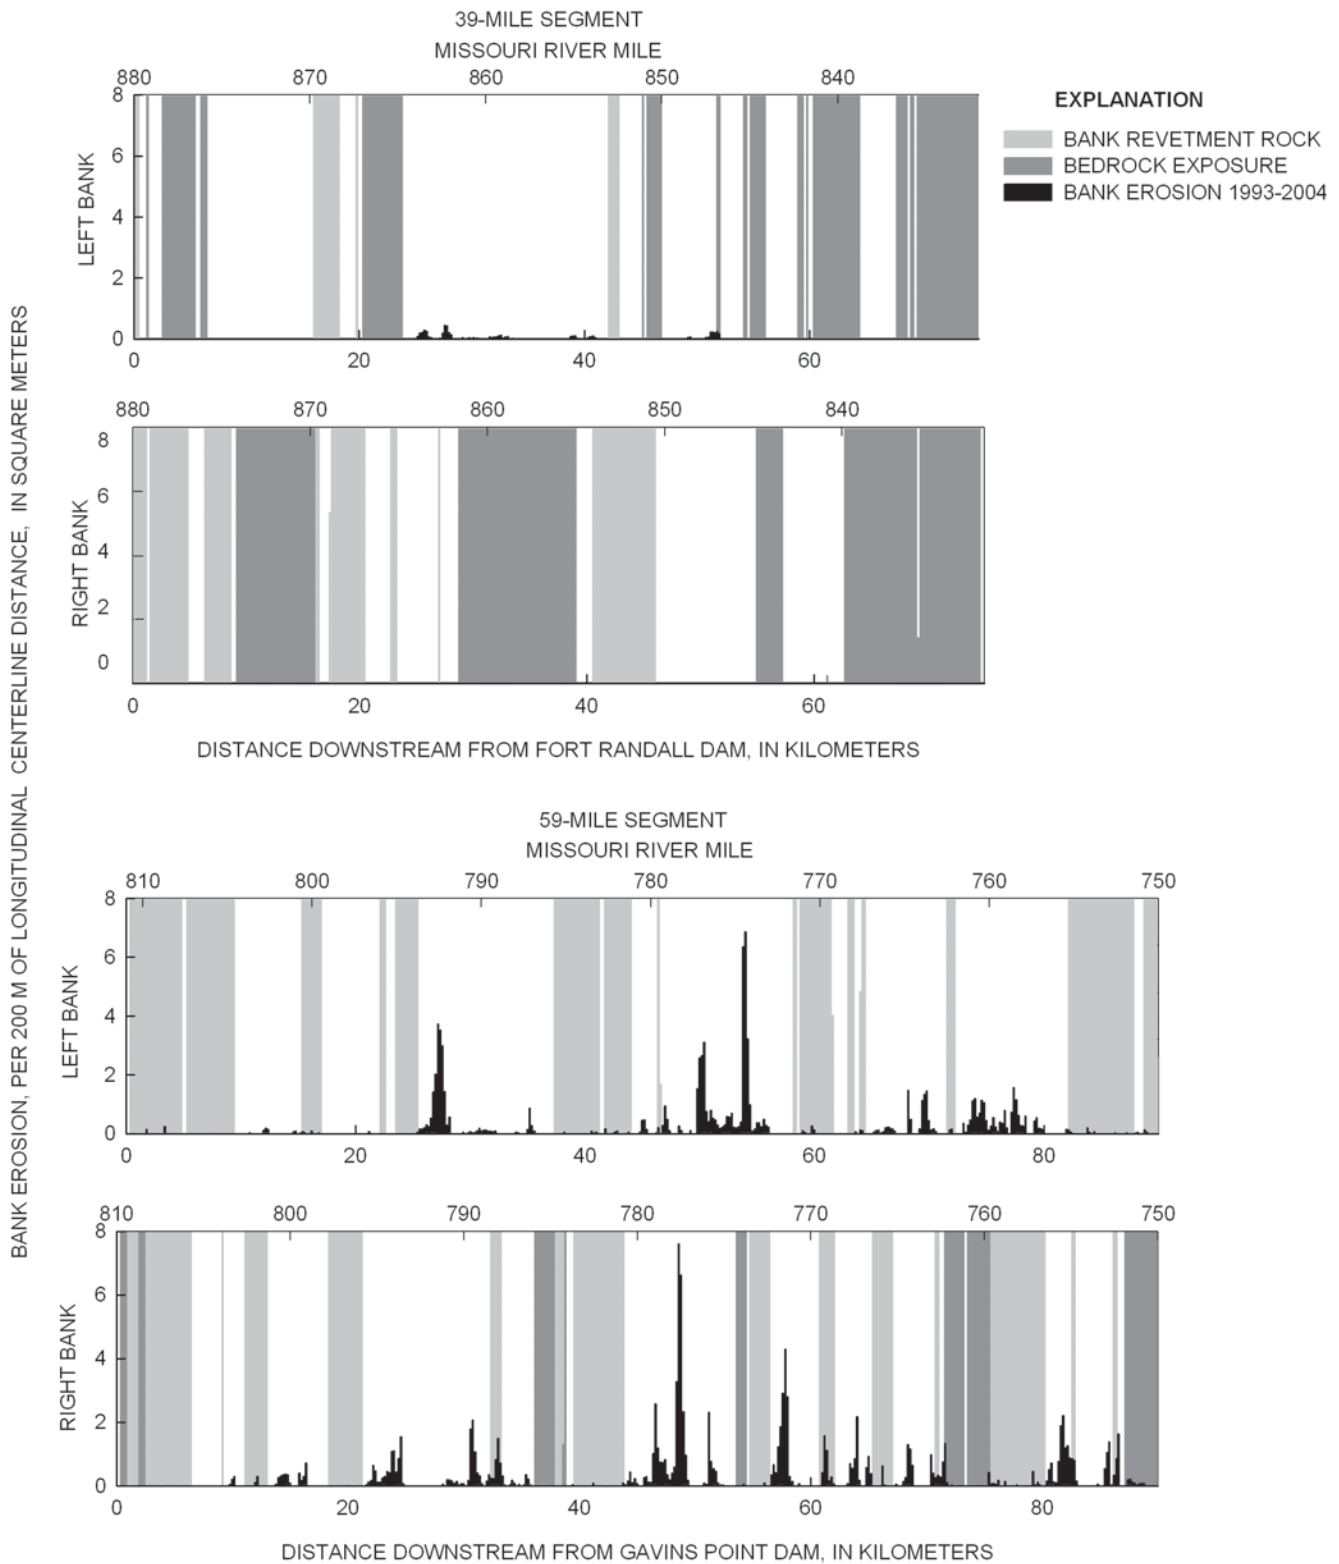 39-MILE SEGMENT
MISSOURI RIVER MILE
880 870 860 850 840
EXPLANATION
BANK REVETMENT ROCK
BEDROCK EXPOSURE
BANK EROSION 1993-2004
8
6
4
2
0
LEFT BANK
0 20 40 60
880 870 860 850 840
8
6
4
2
0
RIGHT BANK
0 20 40 60
DISTANCE DOWNSTREAM FROM FORT RANDALL DAM, IN KILOMETERS
BANK EROSION, PER 200 M OF LONGITUDINAL CENTERLINE DISTANCE, IN SQUARE METERS
59-MILE SEGMENT
MISSOURI RIVER MILE
810 800 790 780 770 760 750
8
6
4
2
0
LEFT BANK
0 20 40 60 80
810 800 790 780 770 760 750
8
6
4
2
0
RIGHT BANK
0 20 40 60 80
DISTANCE DOWNSTREAM FROM GAVINS POINT DAM, IN KILOMETERS